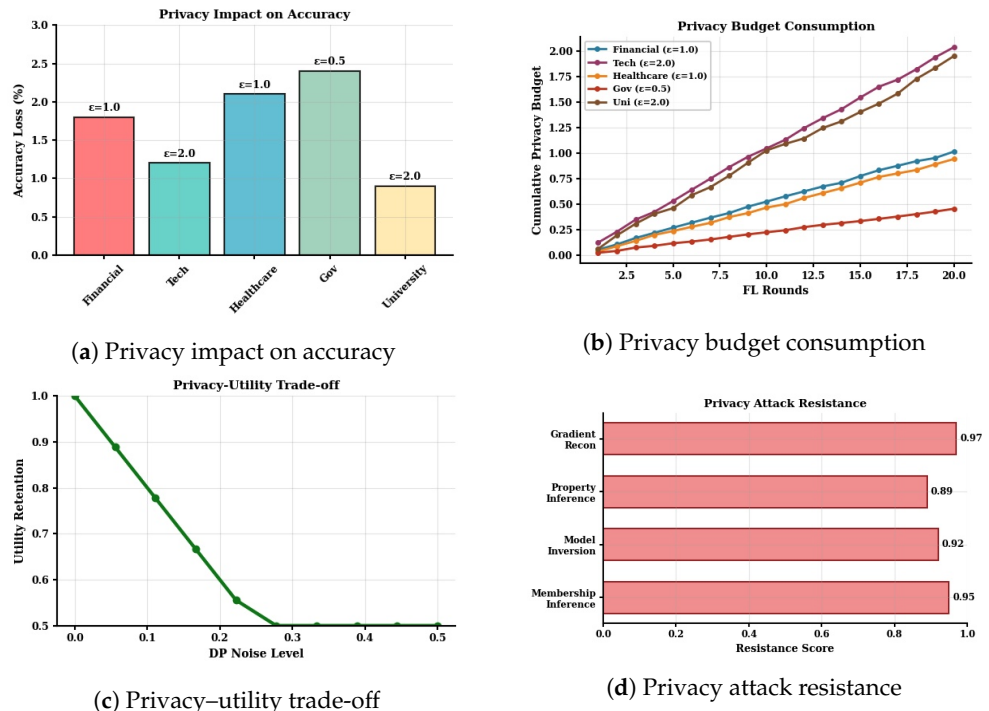 Privacy Impact on Accuracy
Accuracy Loss (%)
3.0
2.5
2.0
1.5
1.0
0.5
0.0
ε=1.0
ε=2.0
ε=1.0
ε=0.5
ε=2.0
Financial
Tech
Healthcare
Gov
University
(a) Privacy impact on accuracy
Privacy Budget Consumption
Cumulative Privacy Budget
2.00
1.75
1.50
1.25
1.00
0.75
0.50
0.25
0.00
Financial (ε=1.0)
Tech (ε=2.0)
Healthcare (ε=1.0)
Gov (ε=0.5)
Uni (ε=2.0)
2.5 5.0 7.5 10.0 12.5 15.0 17.5 20.0
FL Rounds
(b) Privacy budget consumption
Privacy-Utility Trade-off
Utility Retention
1.0
0.9
0.8
0.7
0.6
0.5
0.0 0.1 0.2 0.3 0.4 0.5
DP Noise Level
(c) Privacy–utility trade-off
Privacy Attack Resistance
Gradient
Recon
0.97
Property
Inference
0.89
Model
Inversion
0.92
Membership
Inference
0.95
0.0 0.2 0.4 0.6 0.8 1.0
Resistance Score
(d) Privacy attack resistance